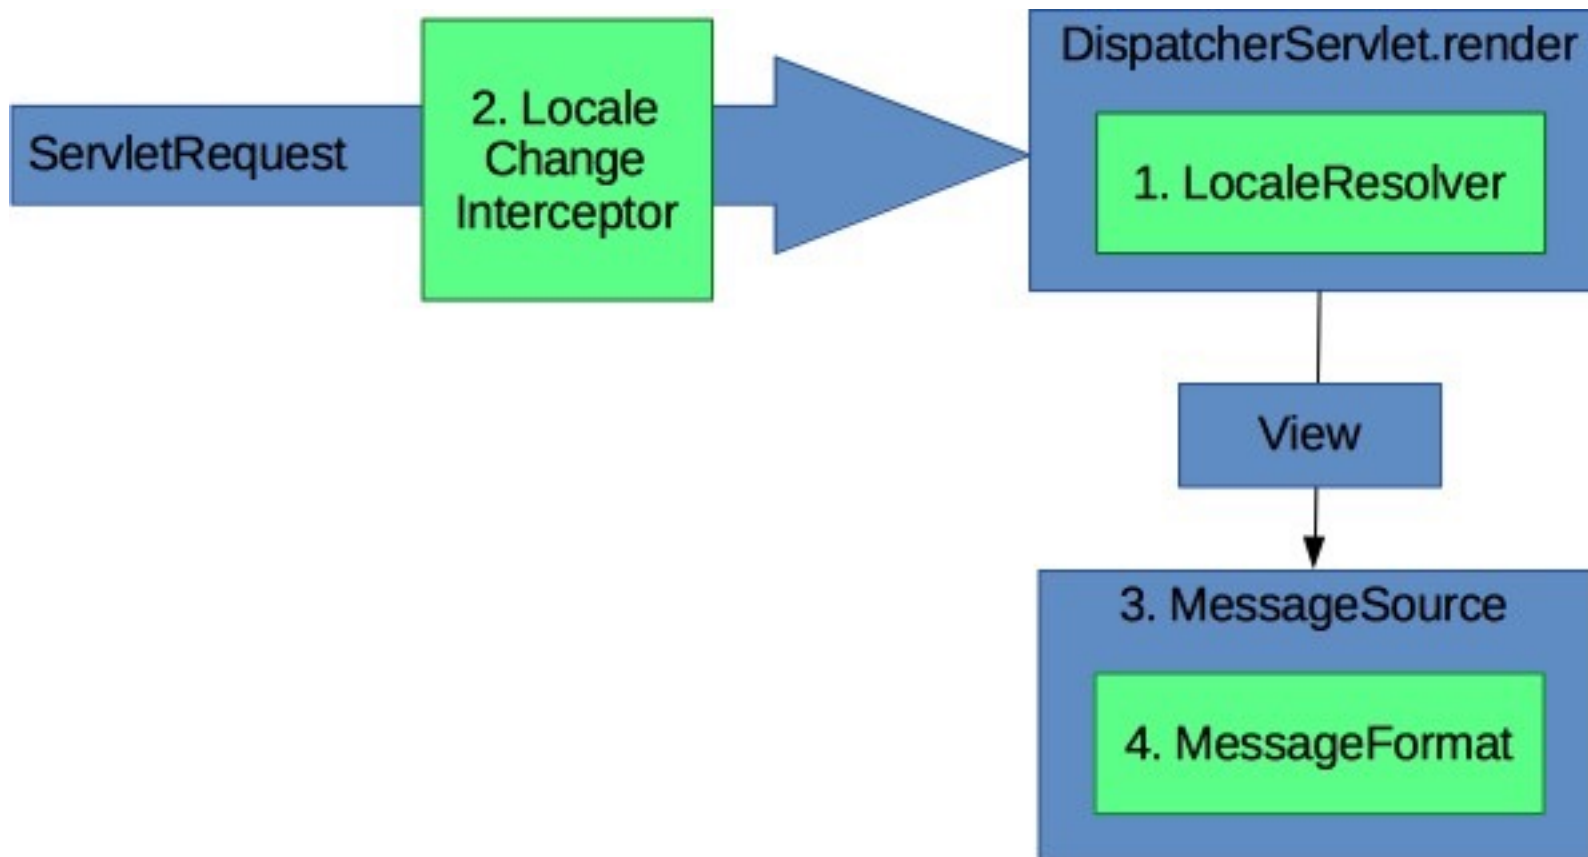 DispatcherServlet.render
ServletRequest
2. Locale
Change
Interceptor
1. LocaleResolver
View
3. MessageSource
4. MessageFormat